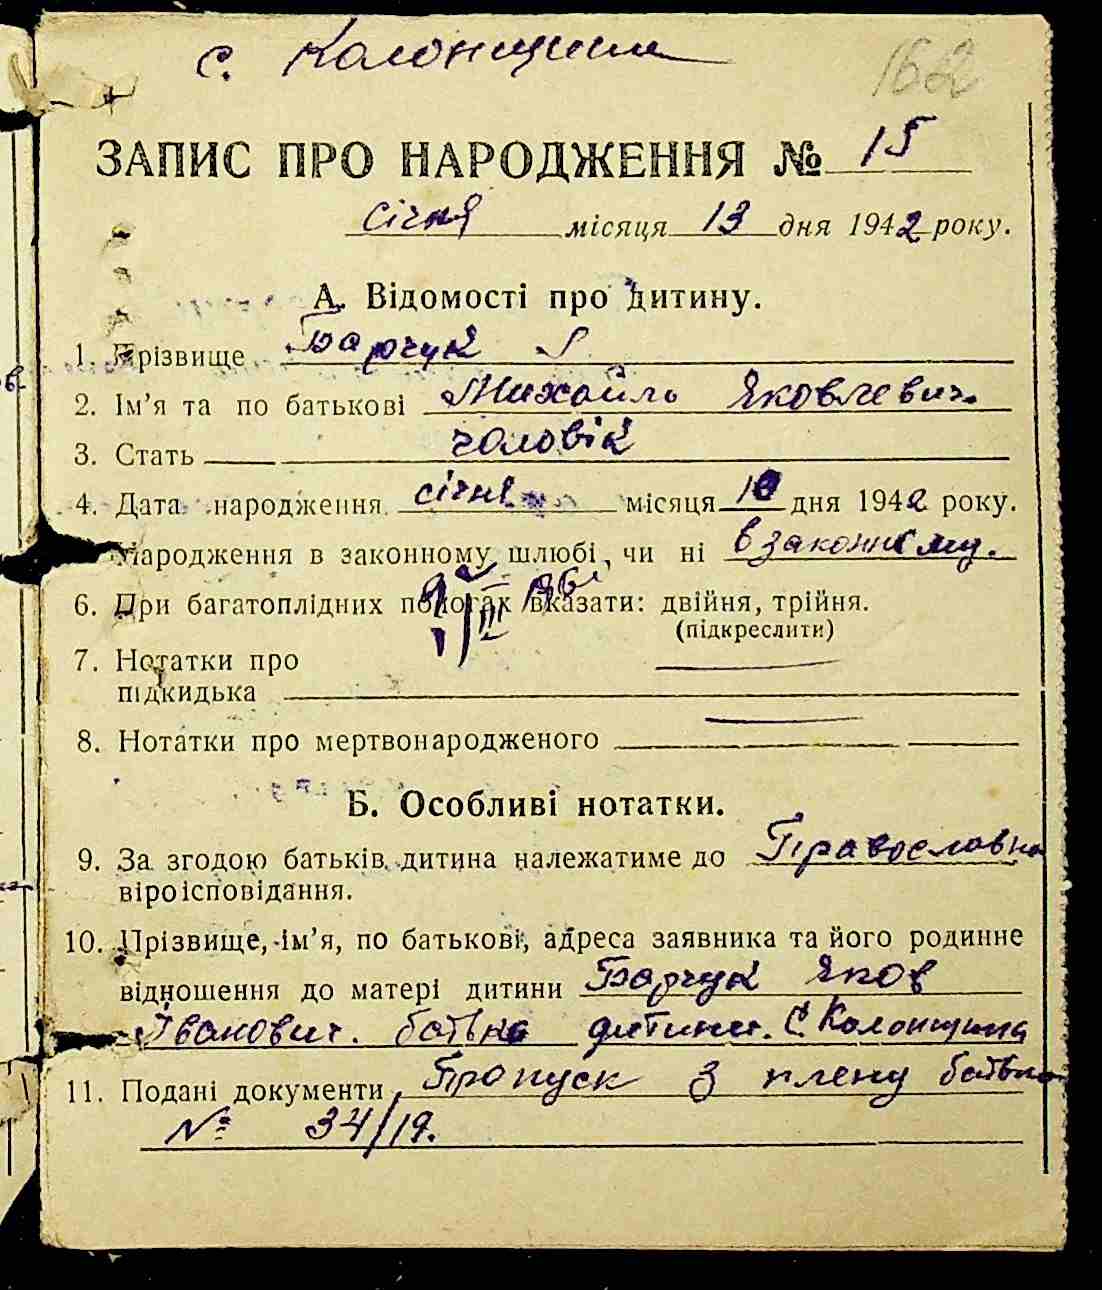 с. Колонщина
162
ЗАПИС ПРО НАРОДЖЕННЯ № 15
січня місяця 13 дня 1942 року.
А. Відомості про дитину.
1. Прізвище Барчук
2. Ім’я та по батькові Михайль Яковлевич
3. Стать чоловік
4. Дата народження січня місяця 10 дня 1942 року.
Народження в законному шлюбі, чи ні в законному.
6. При багатоплідних пологах вказати: двійня, трійня.
(підкреслити)
7. Нотатки про
підкидька
8. Нотатки про мертвонародженого
Б. Особливі нотатки.
9. За згодою батьків дитина належатиме до Православно
віроісповідання.
10. Прізвище, ім’я, по батькові, адреса заявника та його родинне
відношення до матері дитини Барчук Яков
Іванович. батько дитини. С Колонщина
11. Подані документи Пропуск з плену батька
№ 34/19.